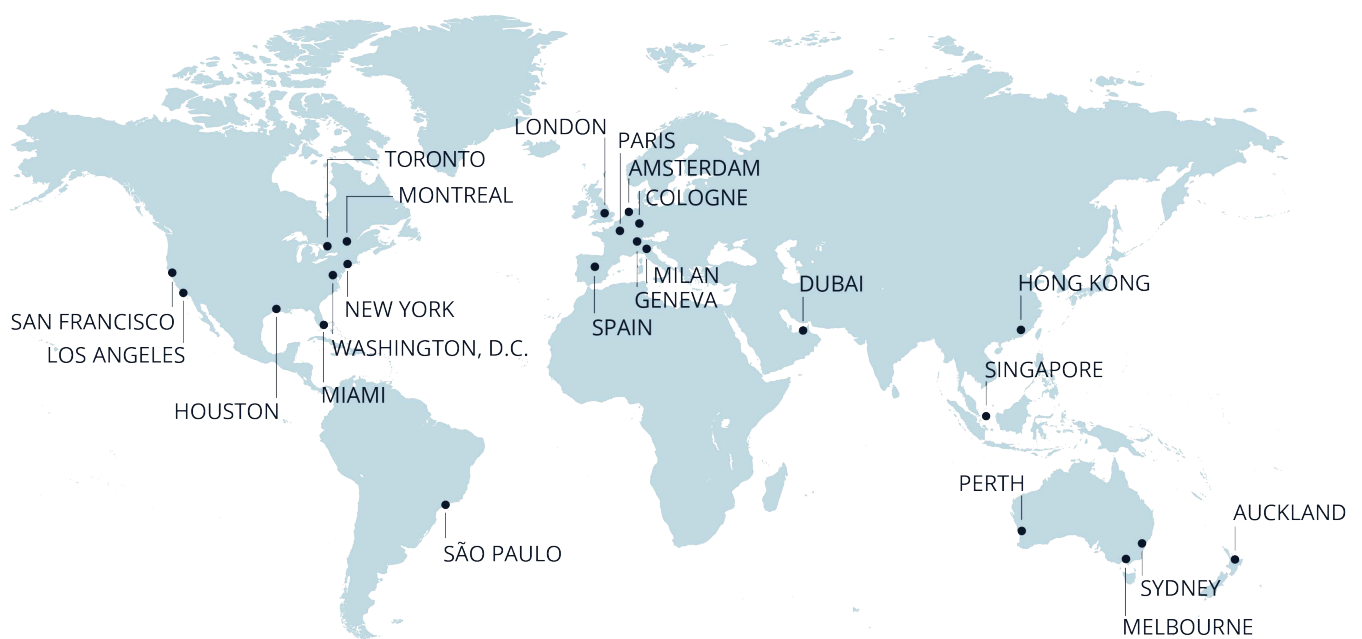 LONDON
PARIS
TORONTO
AMSTERDAM
MONTREAL
COLOGNE
MILAN
DUBAI
HONG KONG
GENEVA
NEW YORK
SAN FRANCISCO
SPAIN
WASHINGTON, D.C.
LOS ANGELES
SINGAPORE
MIAMI
HOUSTON
PERTH
AUCKLAND
SÃO PAULO
SYDNEY
MELBOURNE